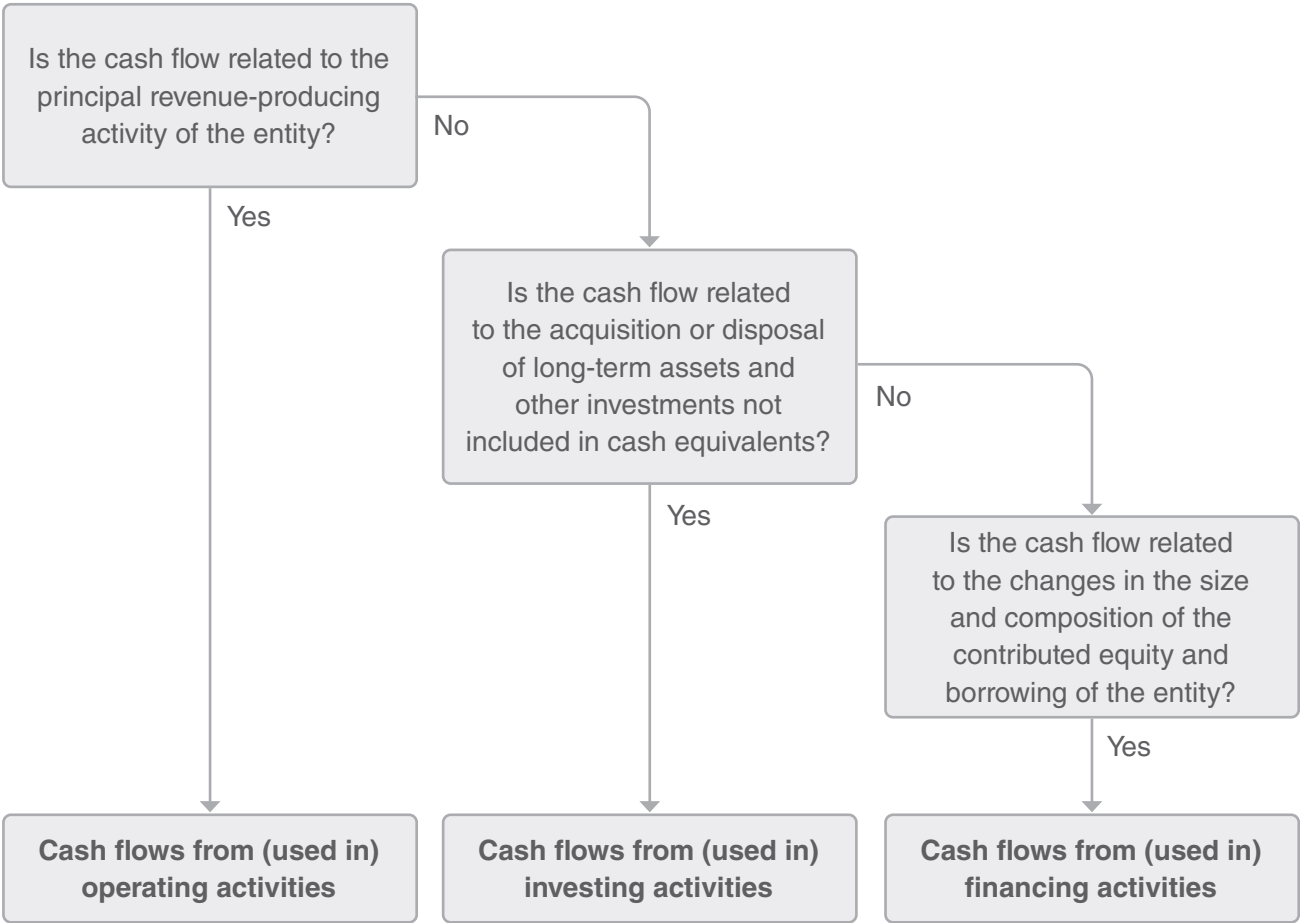 Is the cash flow related to the
principal revenue-producing
activity of the entity?
No
Yes
Is the cash flow related
to the acquisition or disposal
of long-term assets and
other investments not
included in cash equivalents?
No
Yes
Is the cash flow related
to the changes in the size
and composition of the
contributed equity and
borrowing of the entity?
Yes
Cash flows from (used in)
operating activities
Cash flows from (used in)
investing activities
Cash flows from (used in)
financing activities